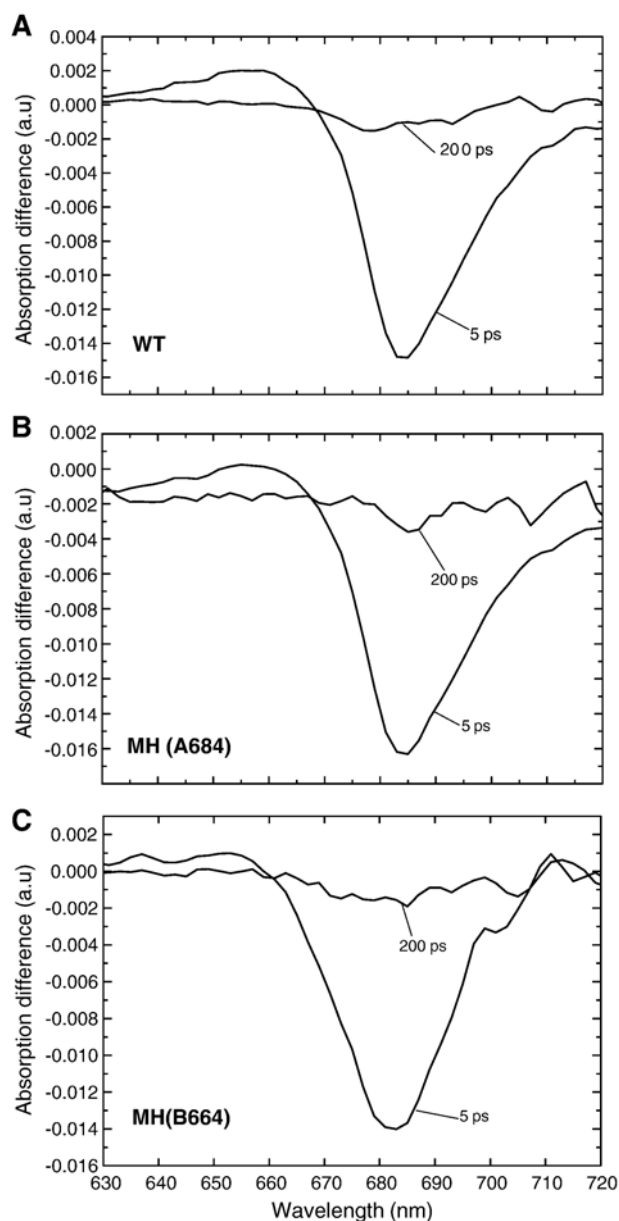 A
0.004
0.002
0.000
-0.002
-0.004
-0.006
-0.008
-0.010
-0.012
-0.014
-0.016
Absorption difference (a.u)
200 ps
5 ps
WT
B
0.002
0.000
-0.002
-0.004
-0.006
-0.008
-0.010
-0.012
-0.014
-0.016
Absorption difference (a.u)
200 ps
5 ps
MH (A684)
C
0.002
0.000
-0.002
-0.004
-0.006
-0.008
-0.010
-0.012
-0.014
-0.016
Absorption difference (a.u)
200 ps
5 ps
MH(B664)
630 640 650 660 670 680 690 700 710 720
Wavelength (nm)